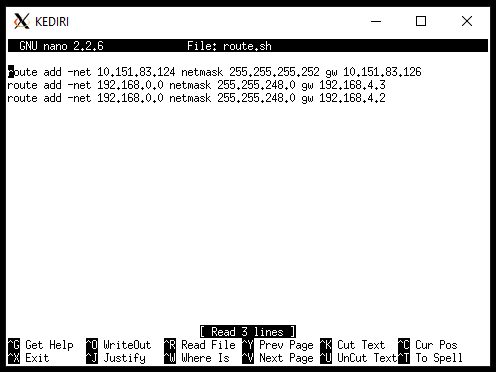 KEDIRI
GNU nano 2.2.6 File: route.sh
route add -net 10.151.83.124 netmask 255.255.255.252 gw 10.151.83.126
route add -net 192.168.0.0 netmask 255.255.248.0 gw 192.168.4.3
route add -net 192.168.0.0 netmask 255.255.248.0 gw 192.168.4.2
[ Read 3 lines ]
^G Get Help ^O WriteOut ^R Read File ^Y Prev Page ^K Cut Text ^C Cur Pos
^X Exit ^J Justify ^W Where Is ^V Next Page ^U UnCut Text ^T To Spell